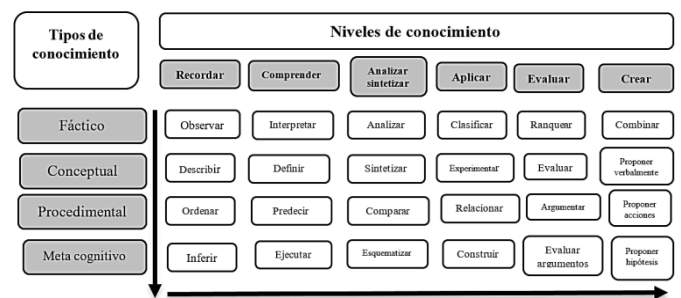 Tipos de
conocimiento
Niveles de conocimiento
Recordar
Comprender
Analizar
sintetizar
Aplicar
Evaluar
Crear
Fáctico
Observar
Interpretar
Analizar
Clasificar
Ranquear
Combinar
Conceptual
Describir
Definir
Sintetizar
Experimentar
Evaluar
Proponer
verbalmente
Procedimental
Ordenar
Predecir
Comparar
Relacionar
Argumentar
Proponer
acciones
Meta cognitivo
Inferir
Ejecutar
Esquematizar
Construir
Evaluar
argumentos
Proponer
hipótesis